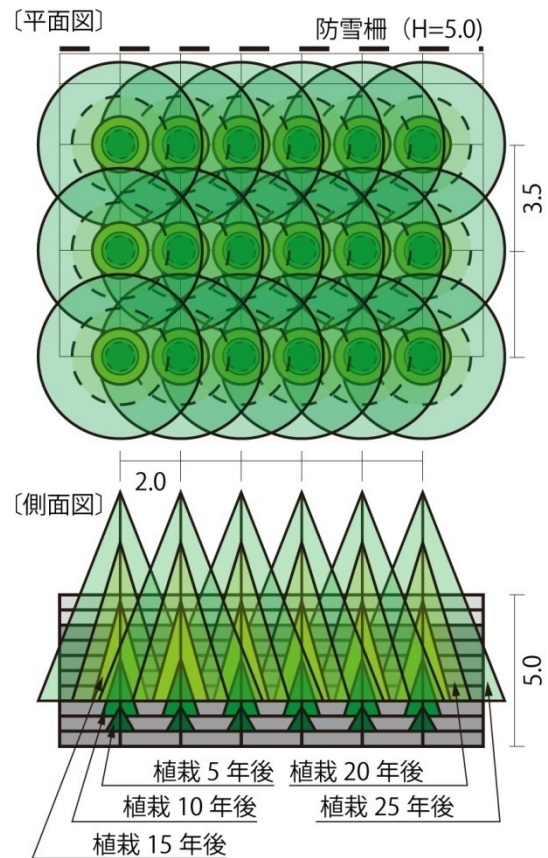 〔平面図〕
防雪柵（H=5.0）
3.5
2.0
〔側面図〕
5.0
植栽 5 年後
植栽 20 年後
植栽 10 年後
植栽 25 年後
植栽 15 年後